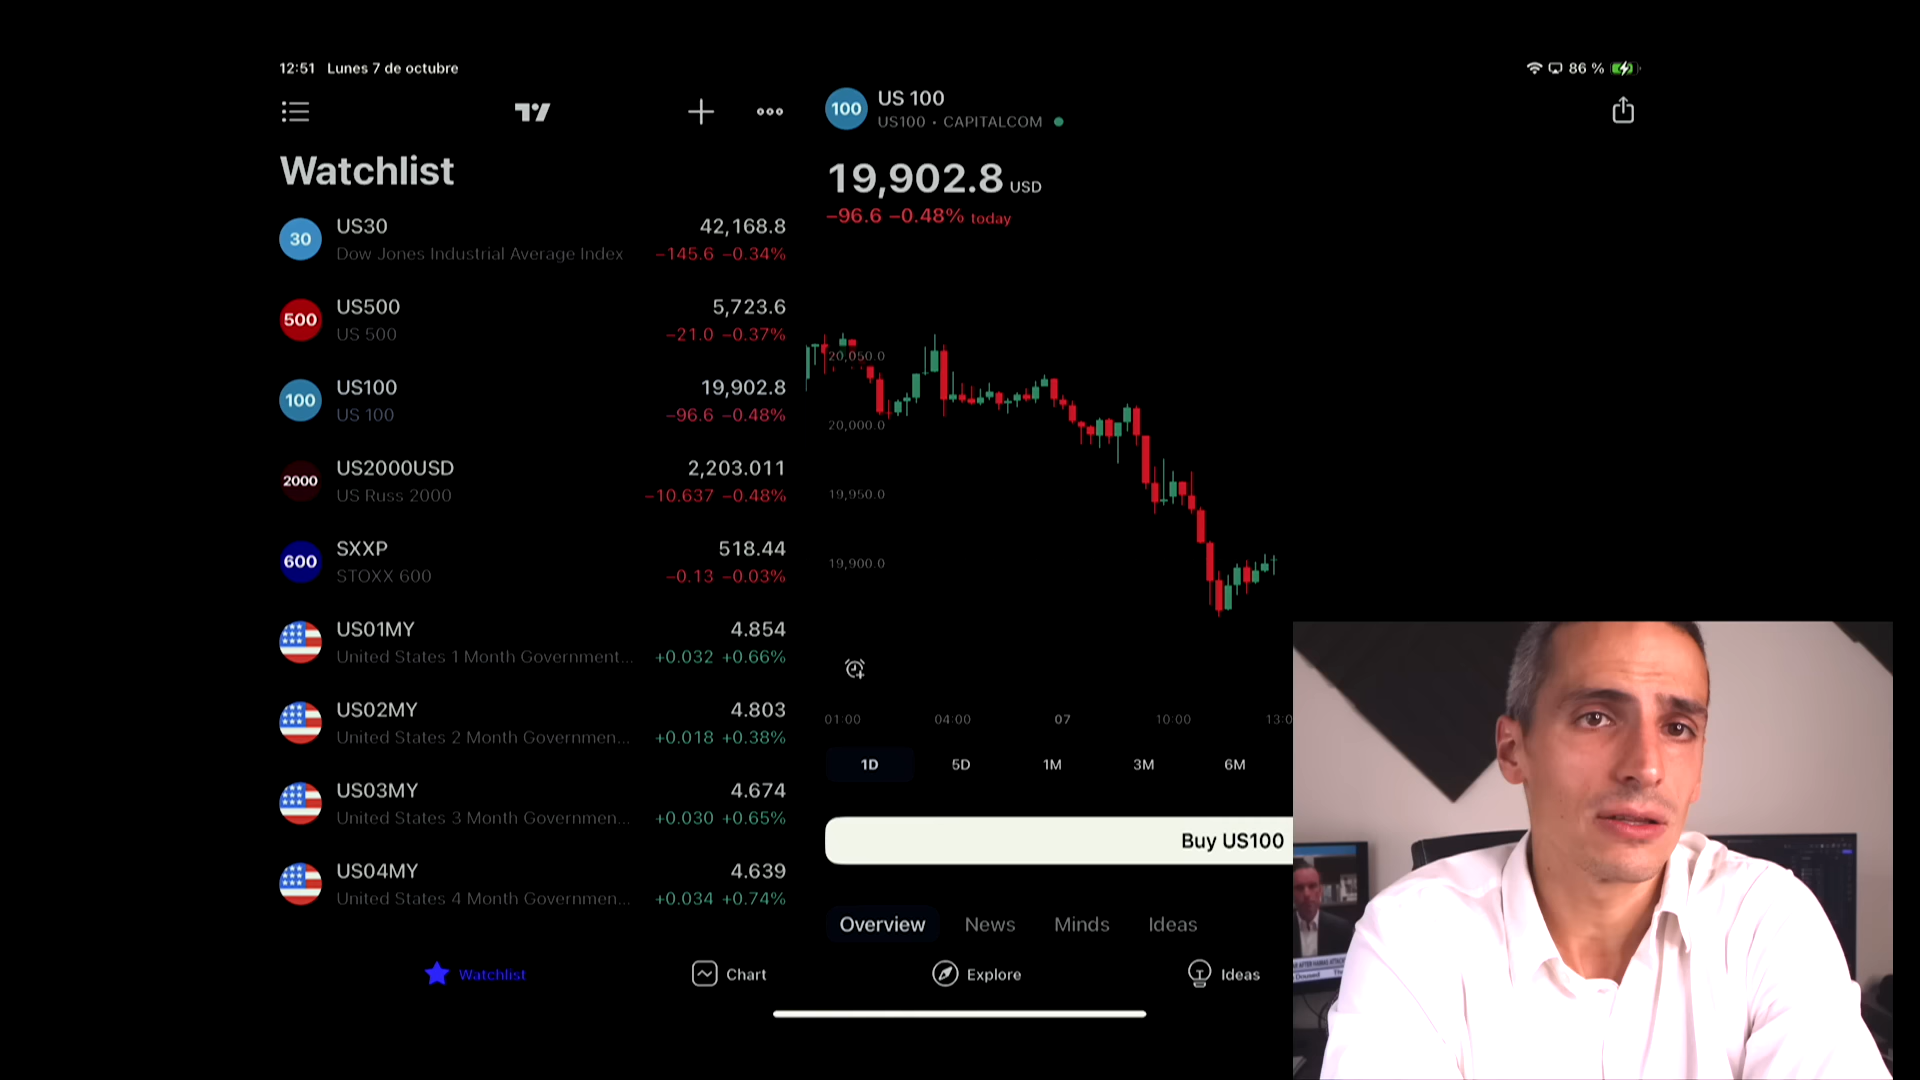 12:51 Lunes 7 de octubre
86 %
Watchlist
30
US30
42,168.8
Dow Jones Industrial Average Index
−145.6 −0.34%
500
US500
5,723.6
US 500
−21.0 −0.37%
100
US100
19,902.8
US 100
−96.6 −0.48%
2000
US2000USD
2,203.011
US Russ 2000
−10.637 −0.48%
600
SXXP
518.44
STOXX 600
−0.13 −0.03%
US01MY
4.854
United States 1 Month Government...
+0.032 +0.66%
US02MY
4.803
United States 2 Month Governmen...
+0.018 +0.38%
US03MY
4.674
United States 3 Month Governmen...
+0.030 +0.65%
US04MY
4.639
United States 4 Month Governmen...
+0.034 +0.74%
100
US 100
US100 • CAPITALCOM
19,902.8 USD
−96.6 −0.48% today
20,050.0
20,000.0
19,950.0
19,900.0
01:00 04:00 07 10:00 13:0
1D 5D 1M 3M 6M
Buy US100
Overview News Minds Ideas
Watchlist Chart Explore Ideas